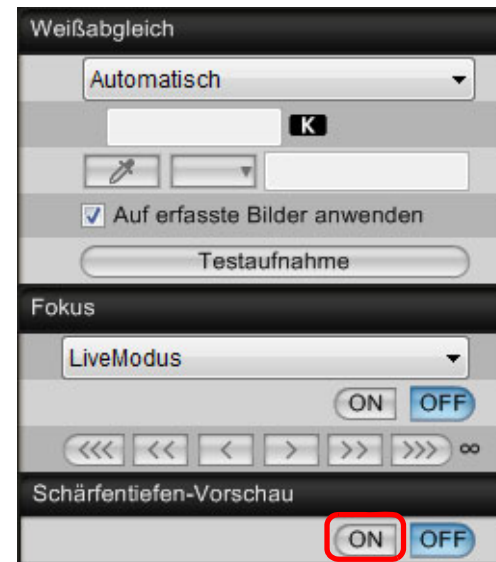 Weißabgleich
Automatisch
K
Auf erfasste Bilder anwenden
Testaufnahme
Fokus
LiveModus
ON OFF
<<< << < > >> >>> ∞
Schärfentiefen-Vorschau
ON OFF